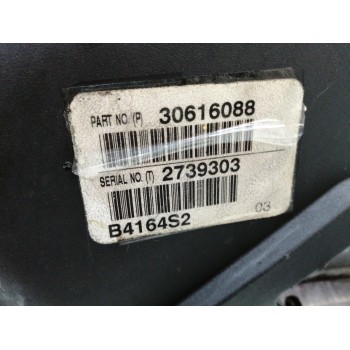 PART NO. (P) 30616088
SERIAL NO. (T) 2739303
B4164S2 03